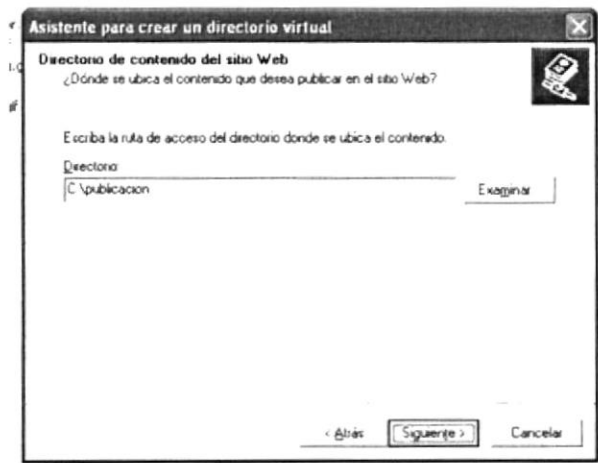 Asistente para crear un directorio virtual
Directorio de contenido del sitio Web
¿Dónde se ubica el contenido que desea publicar en el sitio Web?
Escriba la ruta de acceso del directorio donde se ubica el contenido.
Directorio:
C:\publicacion
Examinar
< Atrás
Siguiente >
Cancelar